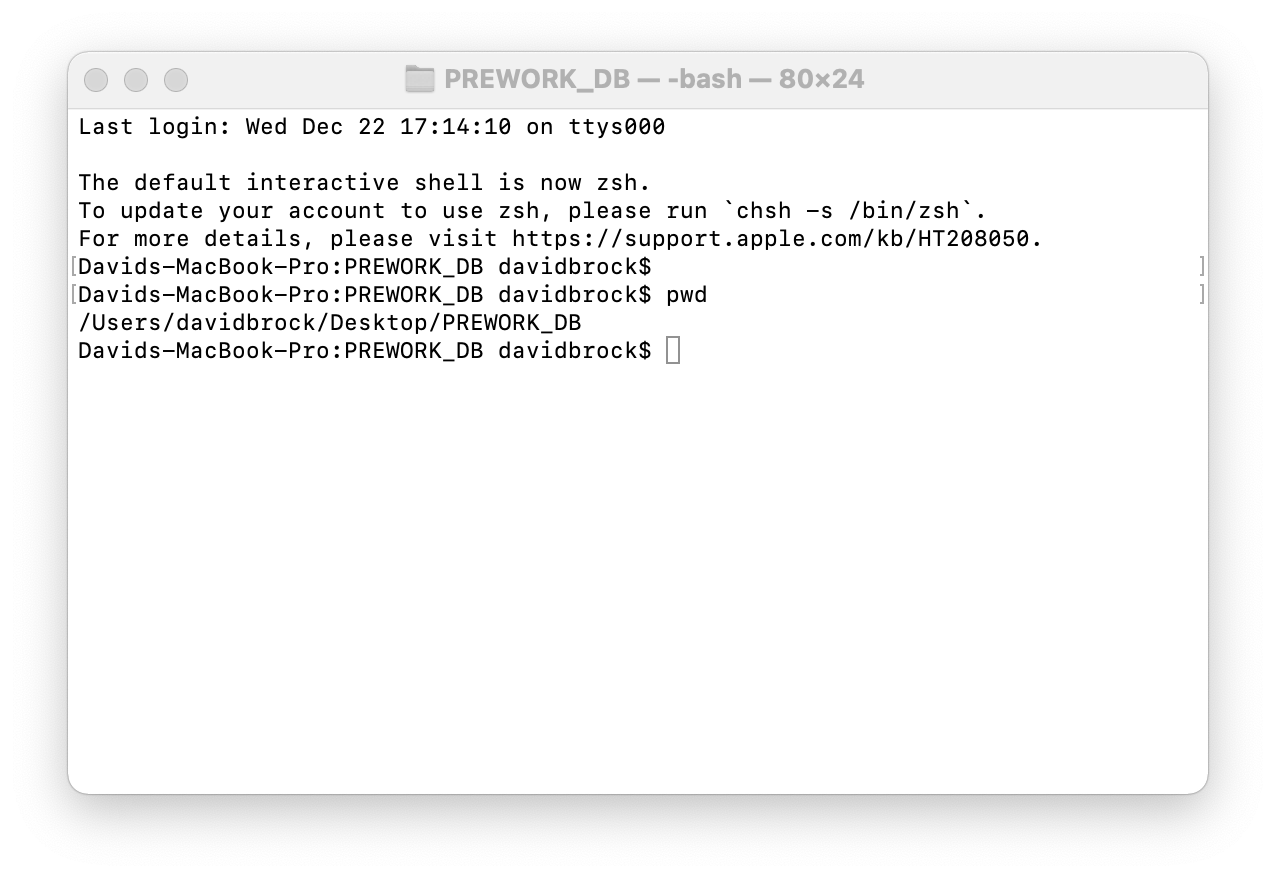 PREWORK_DB — -bash — 80×24
Last login: Wed Dec 22 17:14:10 on ttys000
The default interactive shell is now zsh.
To update your account to use zsh, please run `chsh -s /bin/zsh`.
For more details, please visit https://support.apple.com/kb/HT208050.
[Davids-MacBook-Pro:PREWORK_DB davidbrock$ ]
[Davids-MacBook-Pro:PREWORK_DB davidbrock$ pwd ]
/Users/davidbrock/Desktop/PREWORK_DB
Davids-MacBook-Pro:PREWORK_DB davidbrock$